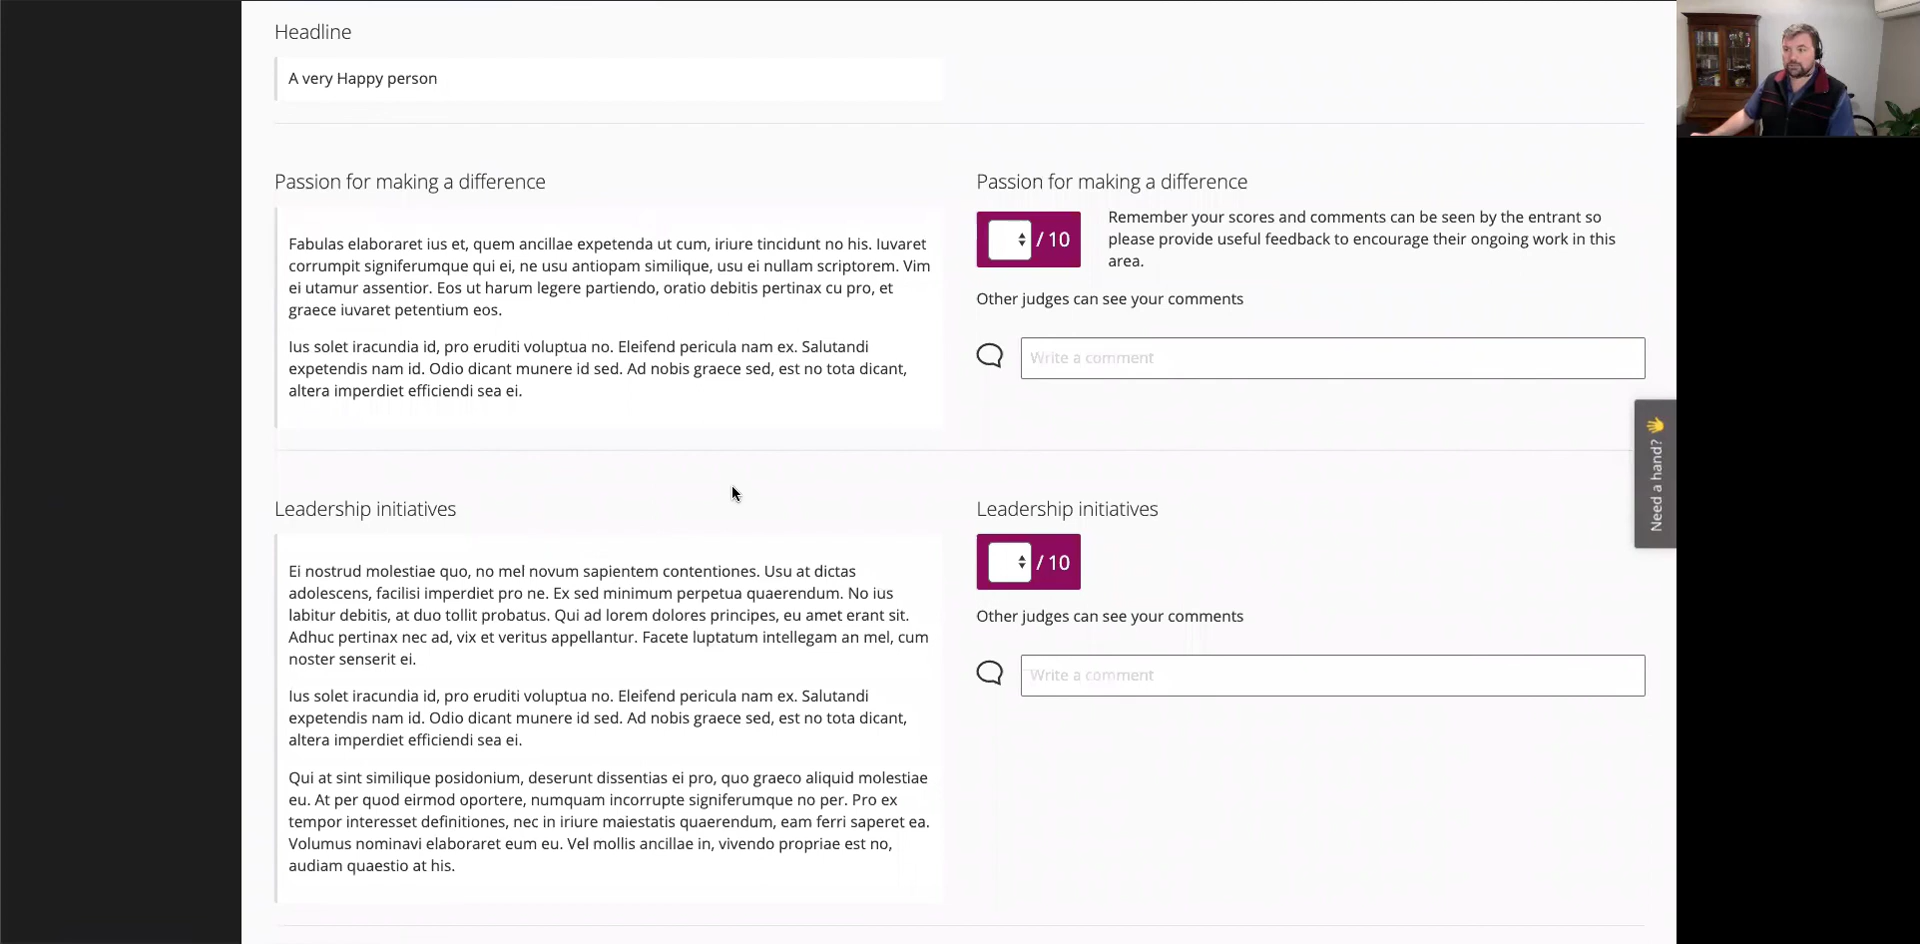 Headline
A very Happy person
Passion for making a difference
Fabulas elaboraret ius et, quem ancillae expetenda ut cum, iriure tincidunt no his. Iuvaret
corrumpit signiferumque qui ei, ne usu antiopam similique, usu ei nullam scriptorem. Vim
ei utamur assentior. Eos ut harum legere partiendo, oratio debitis pertinax cu pro, et
graece iuvaret petentium eos.
Ius solet iracundia id, pro eruditi voluptua no. Eleifend pericula nam ex. Salutandi
expetendis nam id. Odio dicant munere id sed. Ad nobis graece sed, est no tota dicant,
altera imperdiet efficiendi sea ei.
Passion for making a difference
/ 10
Remember your scores and comments can be seen by the entrant so
please provide useful feedback to encourage their ongoing work in this
area.
Other judges can see your comments
Write a comment
Need a hand? 👋
Leadership initiatives
Ei nostrud molestiae quo, no mel novum sapientem contentiones. Usu at dictas
adolescens, facilisi imperdiet pro ne. Ex sed minimum perpetua quaerendum. No ius
labitur debitis, at duo tollit probatus. Qui ad lorem dolores principes, eu amet erant sit.
Adhuc pertinax nec ad, vix et veritus appellantur. Facete luptatum intellegam an mel, cum
noster senserit ei.
Ius solet iracundia id, pro eruditi voluptua no. Eleifend pericula nam ex. Salutandi
expetendis nam id. Odio dicant munere id sed. Ad nobis graece sed, est no tota dicant,
altera imperdiet efficiendi sea ei.
Qui at sint similique posidonium, deserunt dissentias ei pro, quo graeco aliquid molestiae
eu. At per quod eirmod oportere, numquam incorrupte signiferumque no per. Pro ex
tempor interesset definitiones, nec in iriure maiestatis quaerendum, eam ferri saperet ea.
Volumus nominavi elaboraret eum eu. Vel mollis ancillae in, vivendo propriae est no,
audiam quaestio at his.
Leadership initiatives
/ 10
Other judges can see your comments
Write a comment